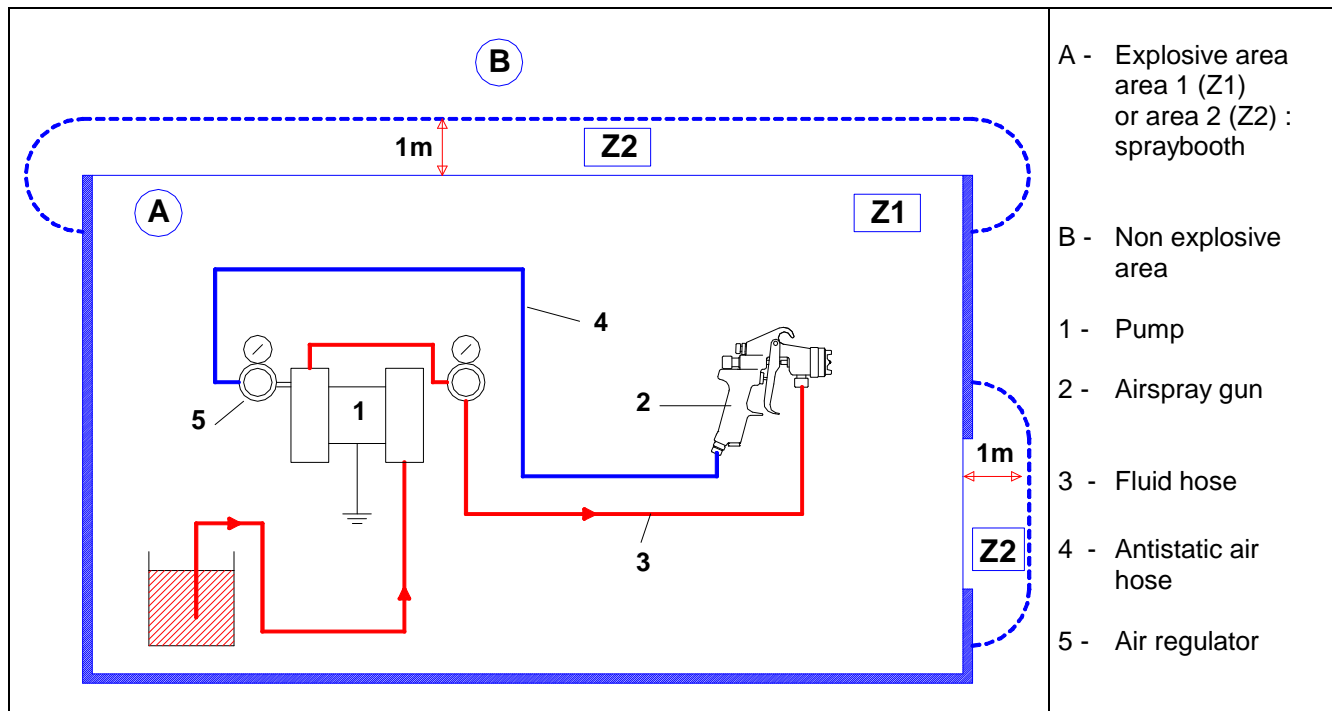 B
1m
Z2
A
Z1
4
5
1
2
1m
3
Z2
A - Explosive area
area 1 (Z1)
or area 2 (Z2) :
spraybooth
B - Non explosive
area
1 - Pump
2 - Airspray gun
3 - Fluid hose
4 - Antistatic air
hose
5 - Air regulator